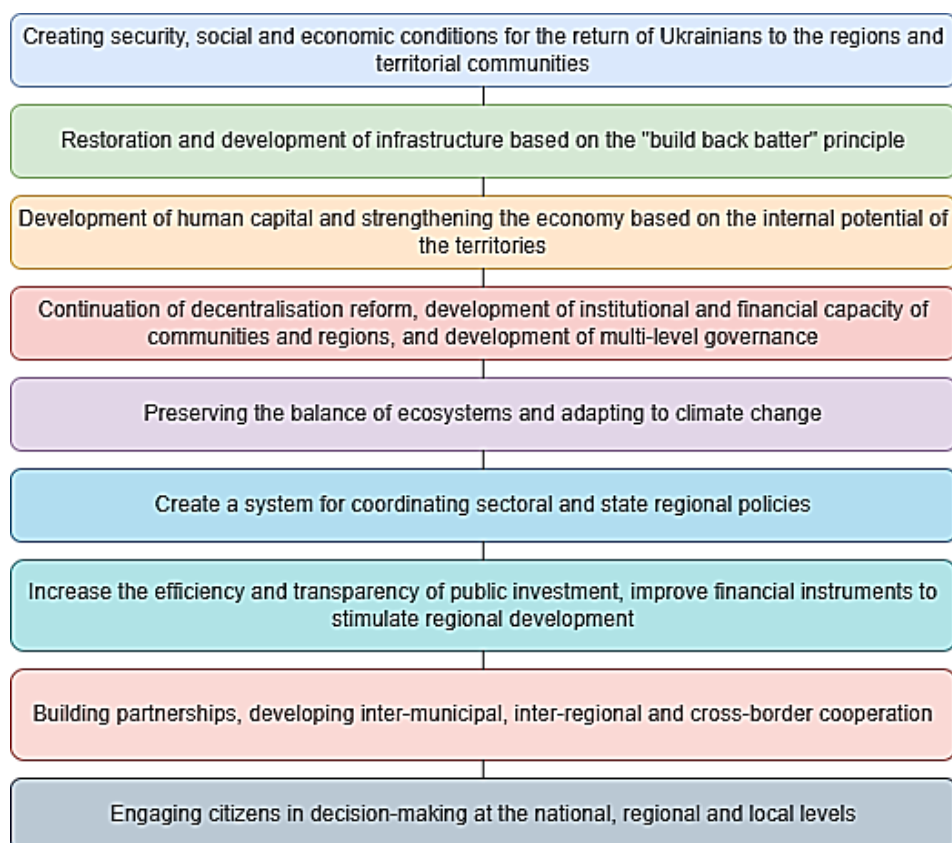 Creating security, social and economic conditions for the return of Ukrainians to the regions and
territorial communities
Restoration and development of infrastructure based on the "build back batter" principle
Development of human capital and strengthening the economy based on the internal potential of
the territories
Continuation of decentralisation reform, development of institutional and financial capacity of
communities and regions, and development of multi-level governance
Preserving the balance of ecosystems and adapting to climate change
Create a system for coordinating sectoral and state regional policies
Increase the efficiency and transparency of public investment, improve financial instruments to
stimulate regional development
Building partnerships, developing inter-municipal, inter-regional and cross-border cooperation
Engaging citizens in decision-making at the national, regional and local levels